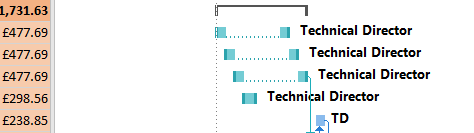 1,731.63
£477.69 Technical Director
£477.69 Technical Director
£477.69 Technical Director
£298.56 Technical Director
£238.85 TD